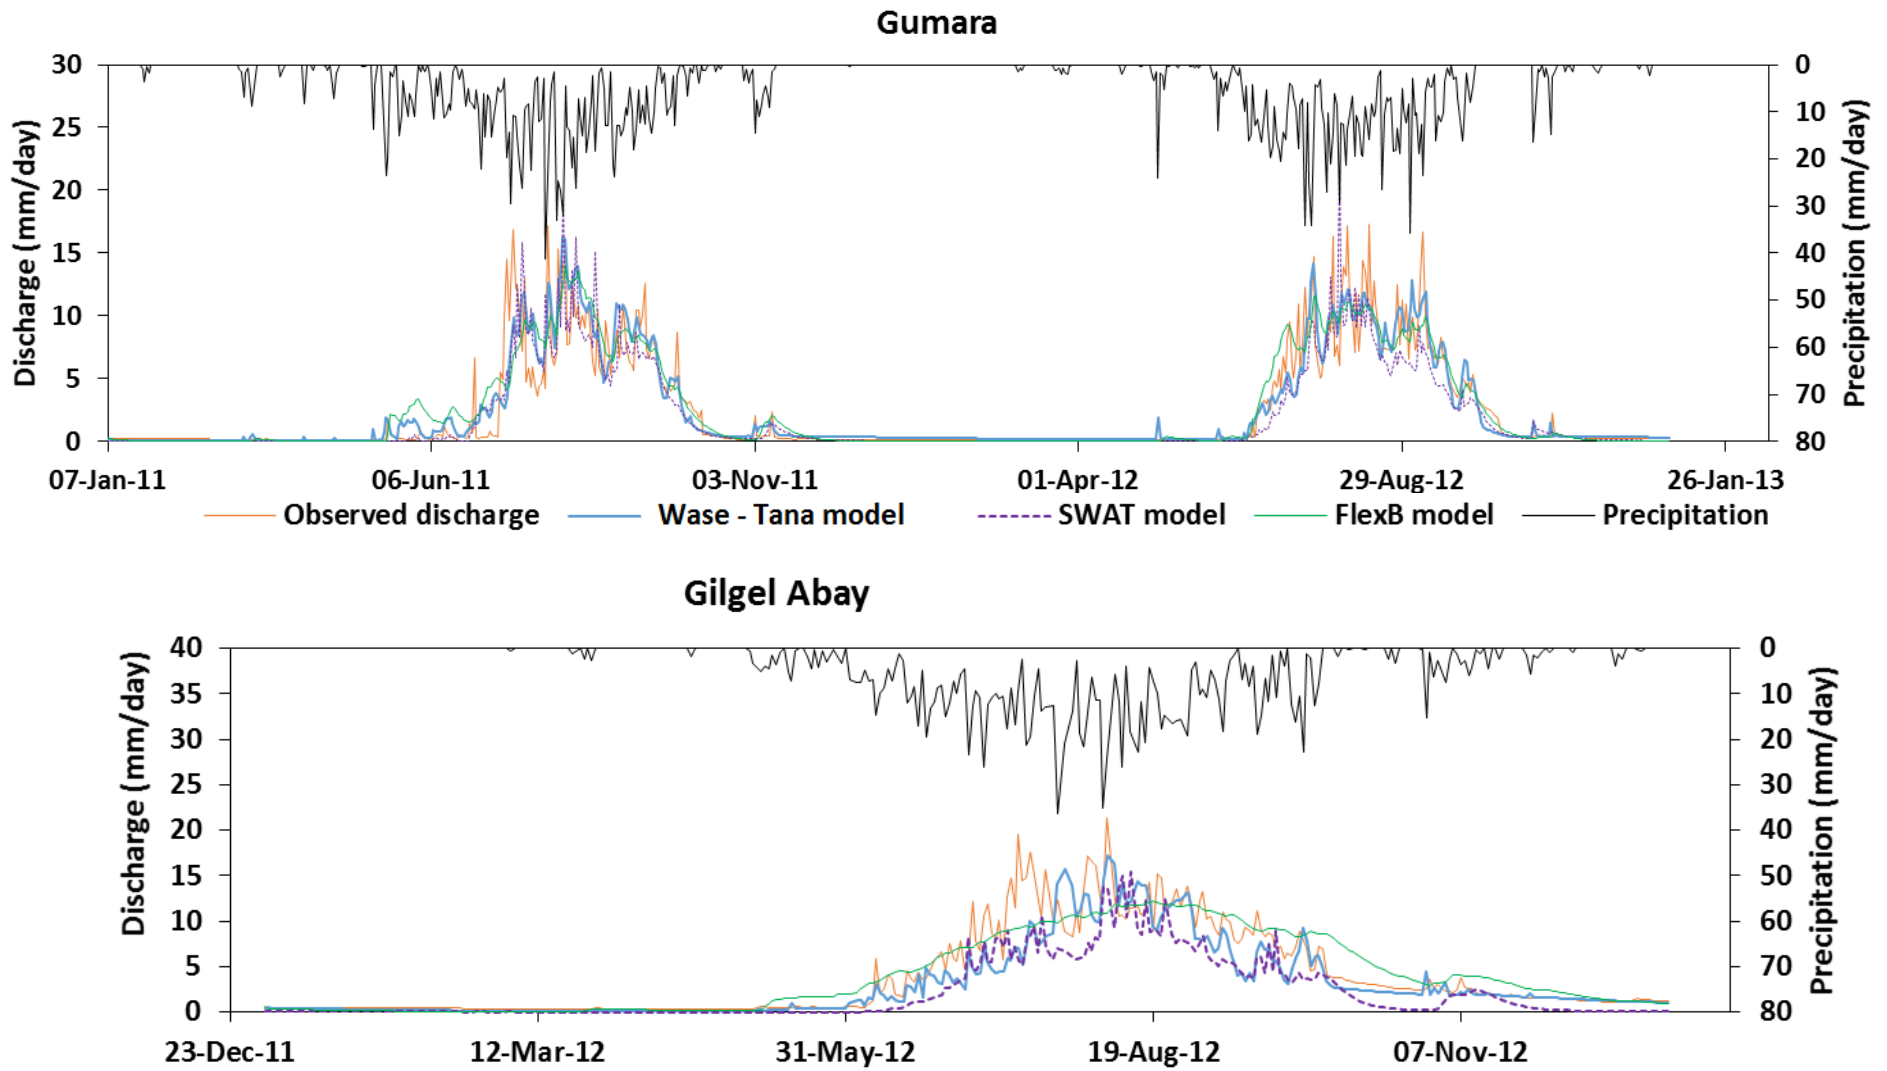 Gumara
30 0
25 10
20 20
15 30
10 40
5 50
0 60
70
80
Discharge (mm/day)
Precipitation (mm/day)
07-Jan-11 06-Jun-11 03-Nov-11 01-Apr-12 29-Aug-12 26-Jan-13
Observed discharge Wase - Tana model SWAT model FlexB model Precipitation
Gilgel Abay
40 0
35 10
30 20
25 30
20 40
15 50
10 60
5 70
0 80
Discharge (mm/day)
Precipitation (mm/day)
23-Dec-11 12-Mar-12 31-May-12 19-Aug-12 07-Nov-12